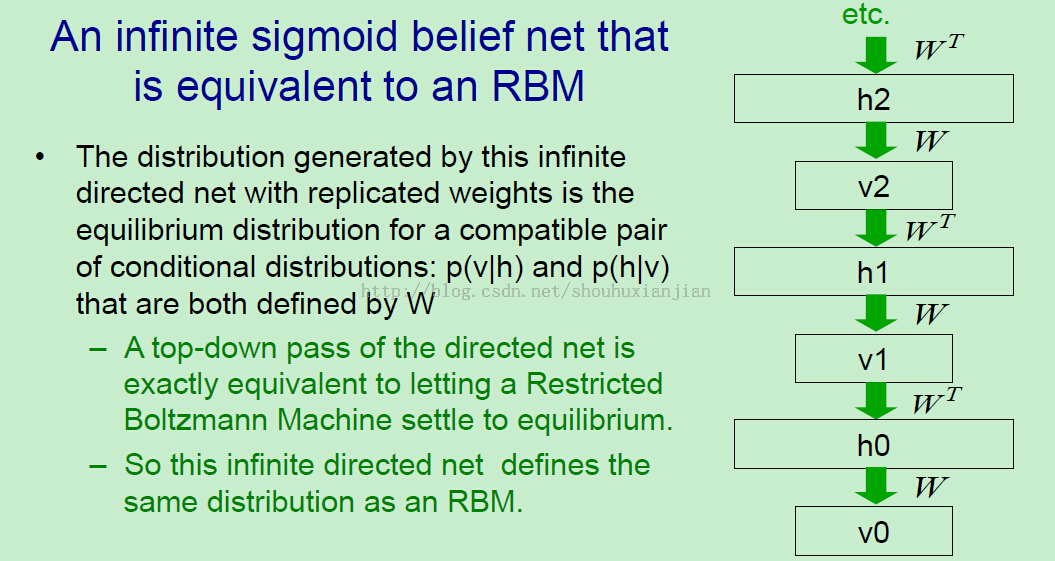 An infinite sigmoid belief net that
is equivalent to an RBM
• The distribution generated by this infinite
directed net with replicated weights is the
equilibrium distribution for a compatible pair
of conditional distributions: p(v|h) and p(h|v)
that are both defined by W
– A top-down pass of the directed net is
exactly equivalent to letting a Restricted
Boltzmann Machine settle to equilibrium.
– So this infinite directed net defines the
same distribution as an RBM.
http://blog.csdn.net/shouhuxianjian
etc.
W^T
h2
W
v2
W^T
h1
W
v1
W^T
h0
W
v0